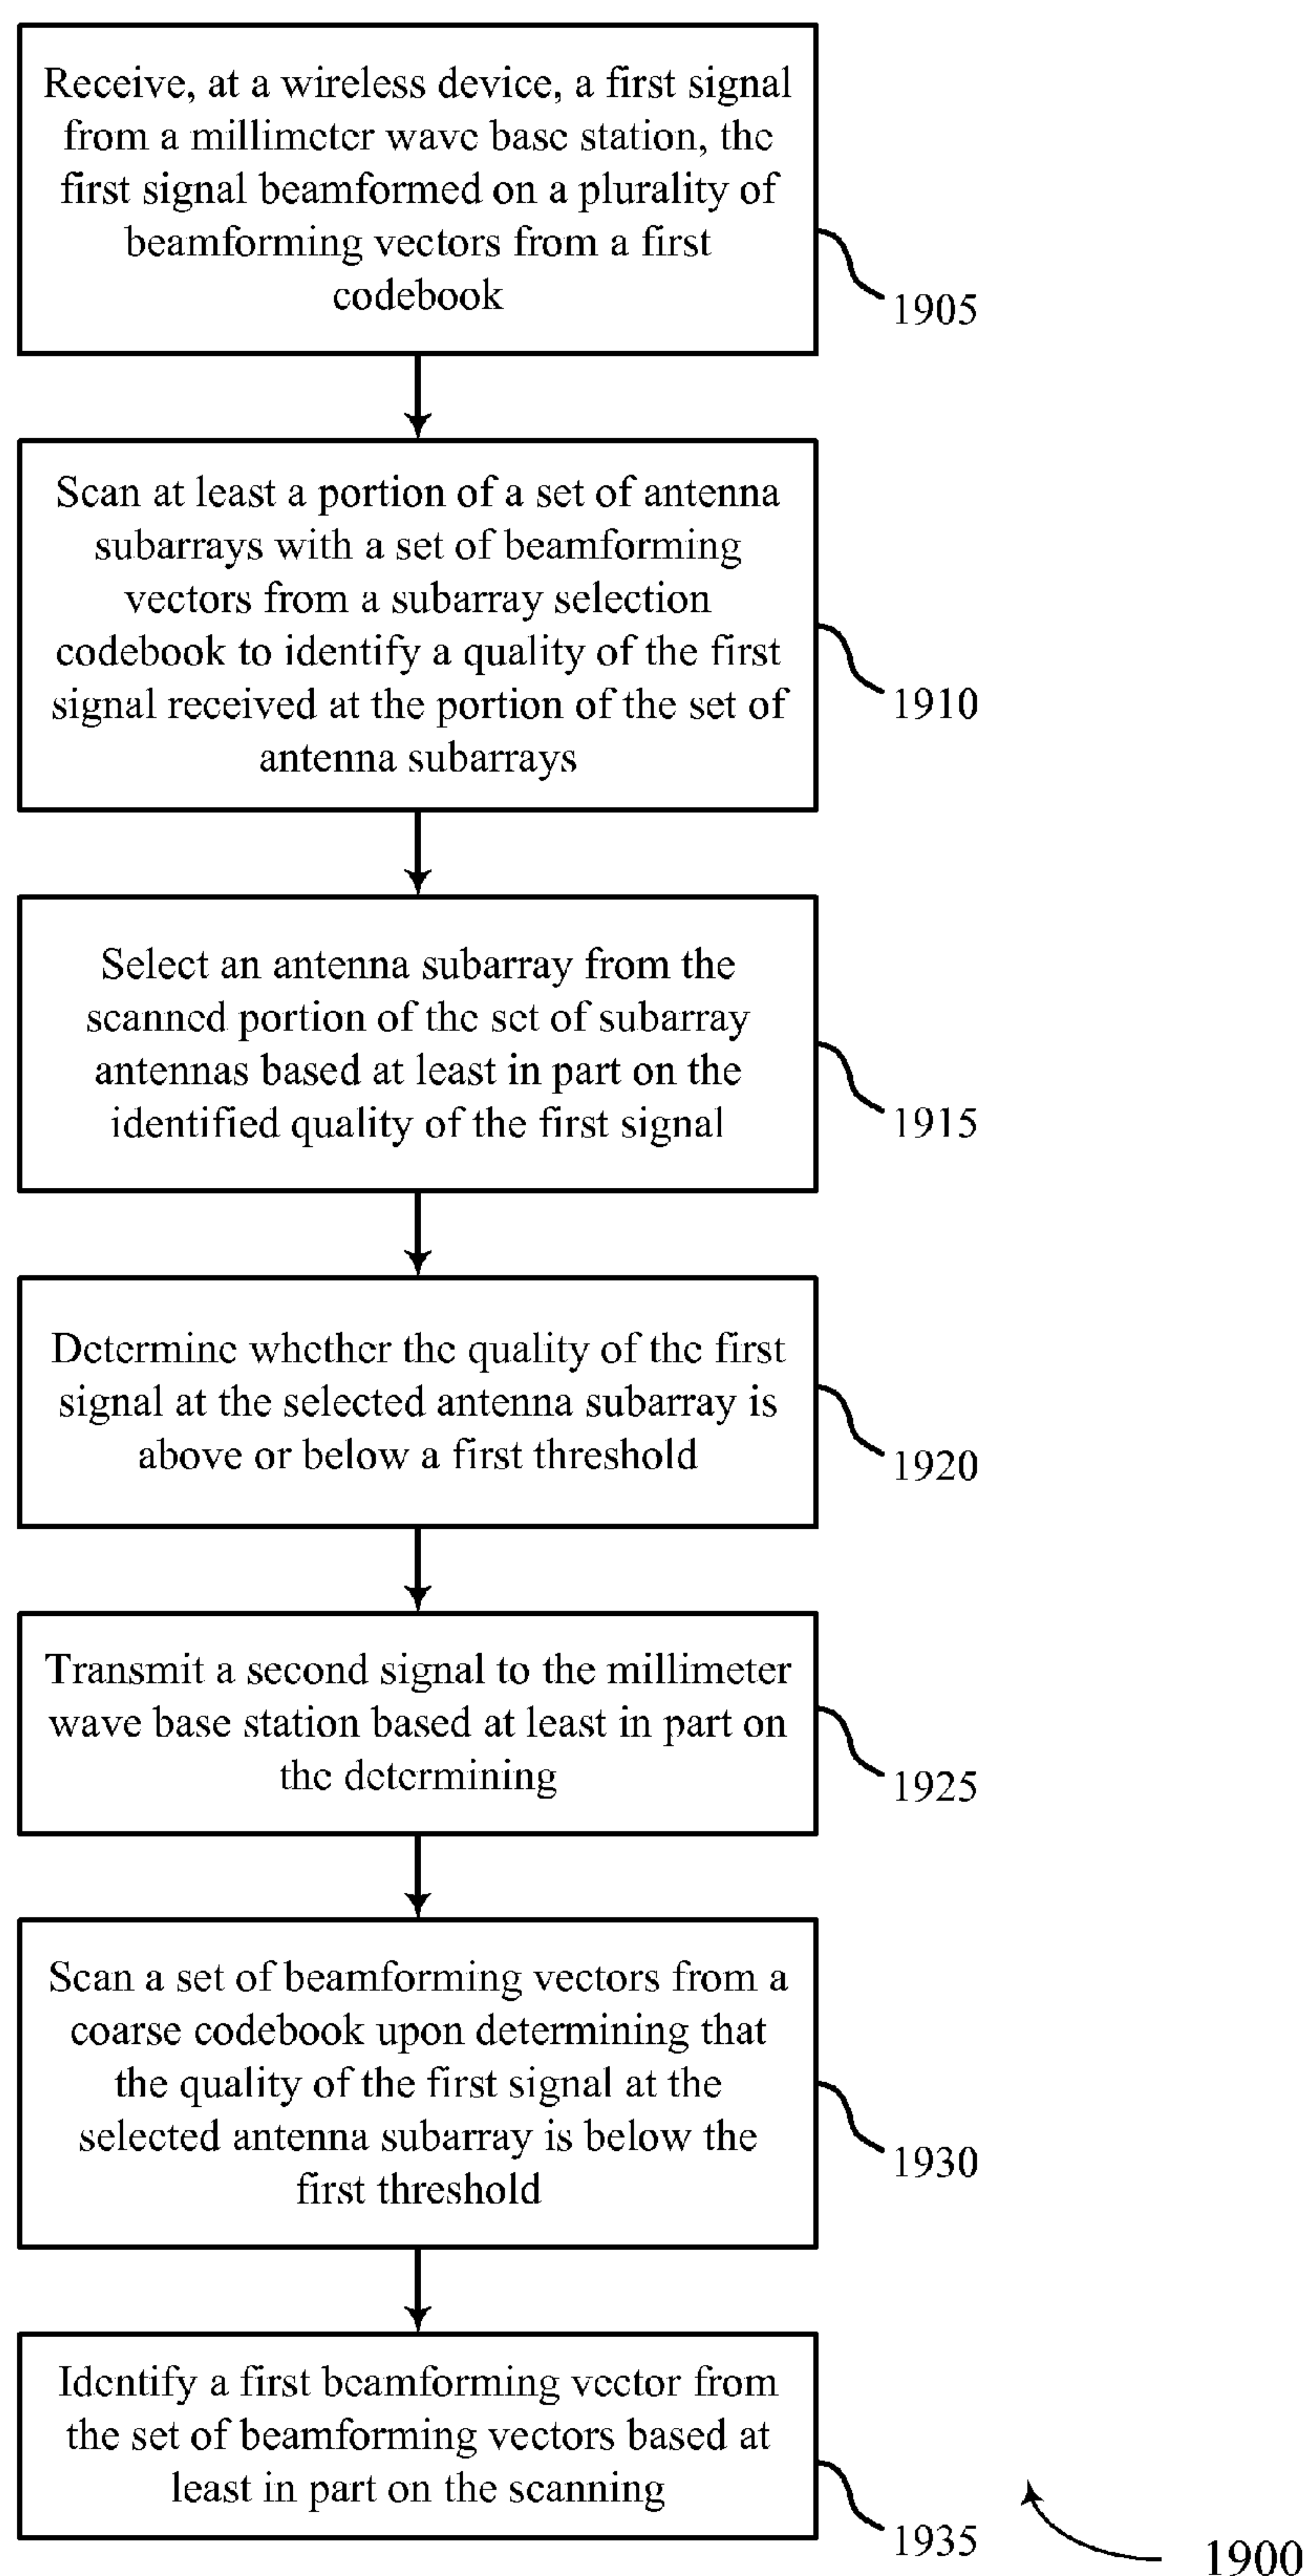 Receive, at a wireless device, a first signal
from a millimeter wave base station, the
first signal beamformed on a plurality of
beamforming vectors from a first
codebook
1905
Scan at least a portion of a set of antenna
subarrays with a set of beamforming
vectors from a subarray selection
codebook to identify a quality of the first
signal received at the portion of the set of
antenna subarrays
1910
Select an antenna subarray from the
scanned portion of the set of subarray
antennas based at least in part on the
identified quality of the first signal
1915
Determine whether the quality of the first
signal at the selected antenna subarray is
above or below a first threshold
1920
Transmit a second signal to the millimeter
wave base station based at least in part on
the determining
1925
Scan a set of beamforming vectors from a
coarse codebook upon determining that
the quality of the first signal at the
selected antenna subarray is below the
first threshold
1930
Identify a first beamforming vector from
the set of beamforming vectors based at
least in part on the scanning
1935
1900